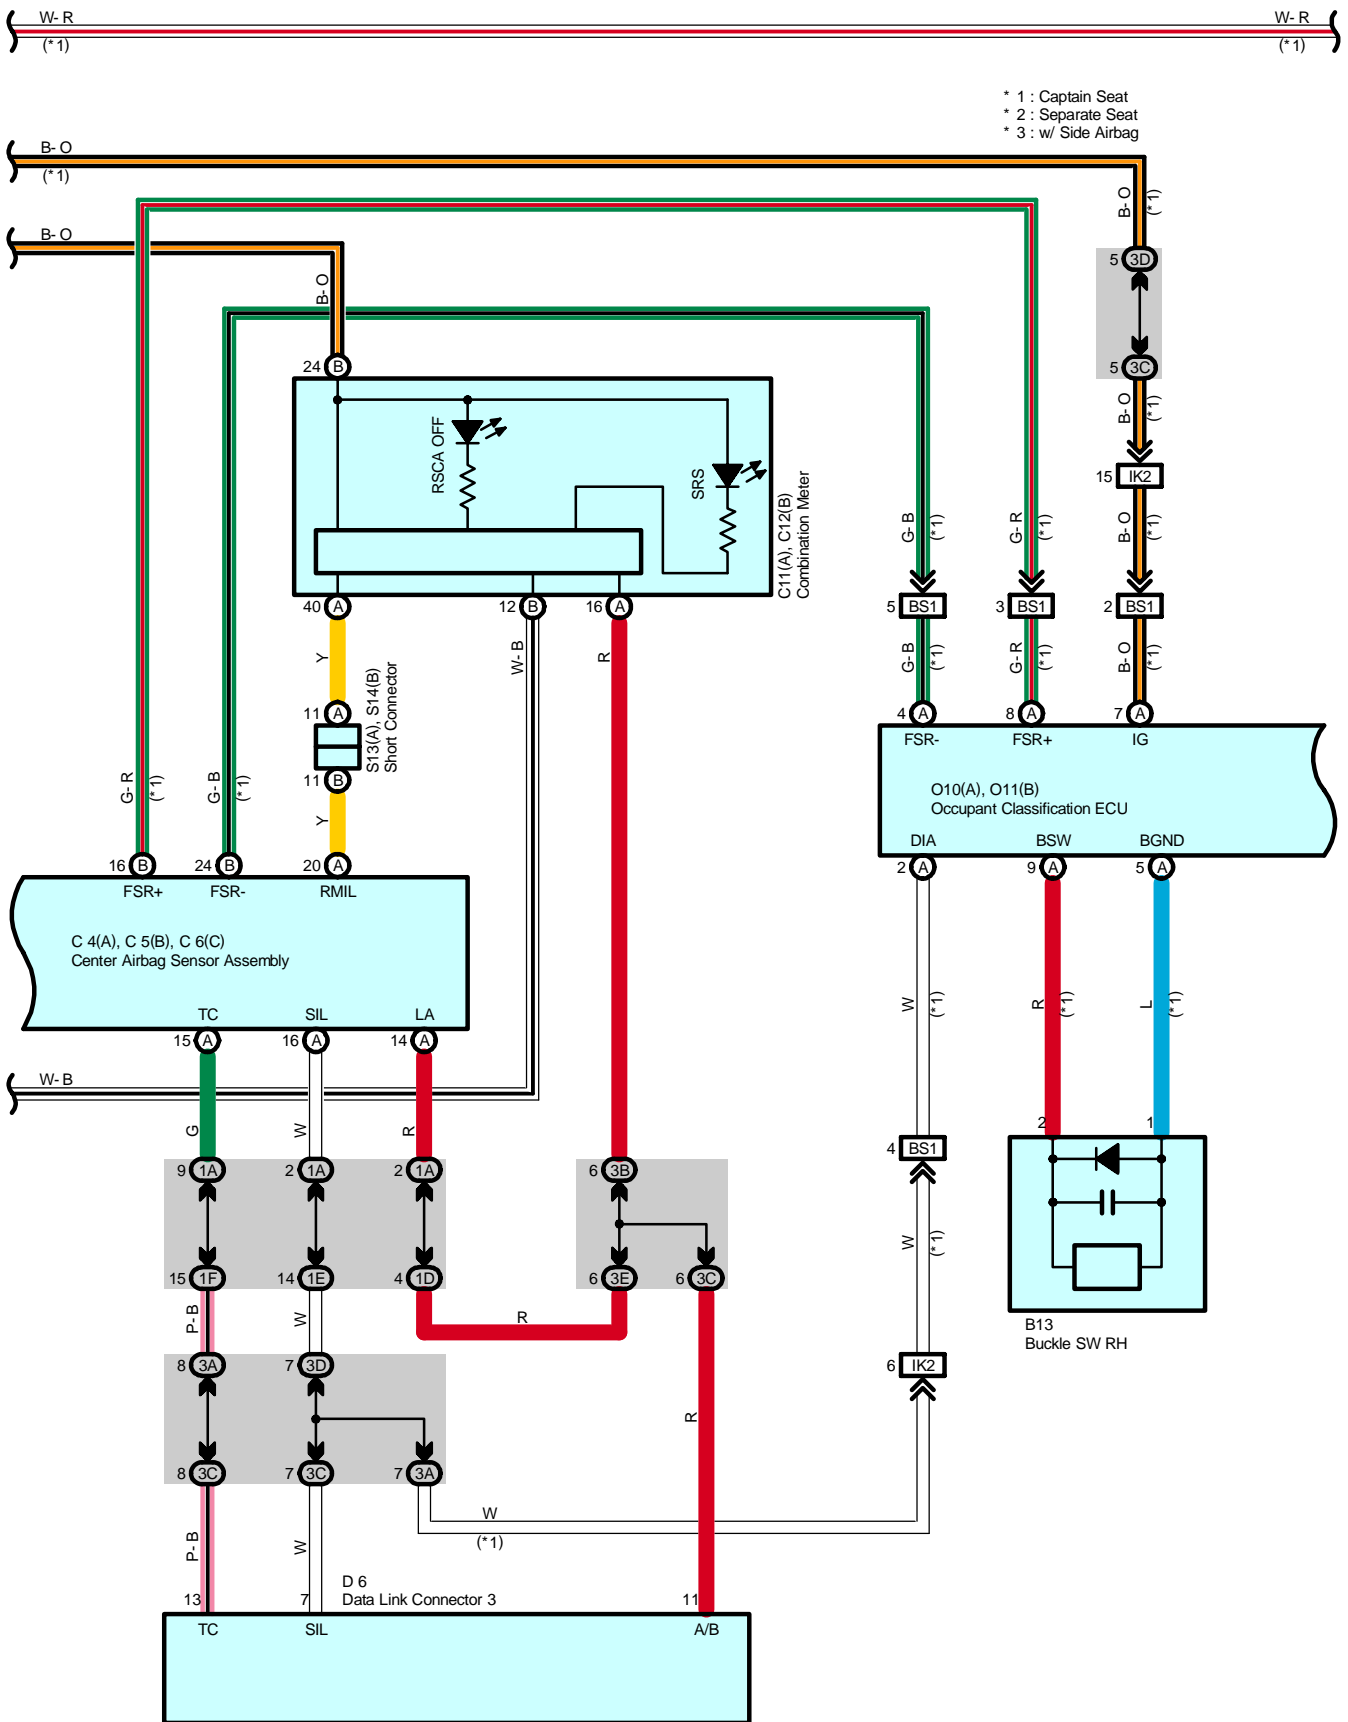 W- R
W- R
(* 1)
(* 1)
* 1 : Captain Seat
* 2 : Separate Seat
* 3 : w/ Side Airbag
B- O
(* 1)
B- O
(* 1)
B- O
5 3D
B- O
24 B
5 3C
B- O
(* 1)
RSCA OFF
SRS
C11(A), C12(B)
Combination Meter
15 IK2
G- B
(* 1)
G- R
(* 1)
B- O
(* 1)
40 A
12 B
16 A
5 BS1
3 BS1
2 BS1
Y
W- B
R
G- B
(* 1)
G- R
(* 1)
B- O
(* 1)
11 A
S13(A), S14(B)
Short Connector
11 B
4 A
8 A
7 A
FSR-
FSR+
IG
G- R
(* 1)
G- B
(* 1)
Y
O10(A), O11(B)
Occupant Classification ECU
DIA
BSW
BGND
16 B
24 B
20 A
2 A
9 A
5 A
FSR+
FSR-
RMIL
C 4(A), C 5(B), C 6(C)
Center Airbag Sensor Assembly
TC
SIL
LA
W
(* 1)
R
(* 1)
L
(* 1)
15 A
16 A
14 A
W- B
G
W
R
2
1
9 1A
2 1A
2 1A
6 3B
4 BS1
15 1F
14 1E
4 1D
6 3E
6 3C
W
(* 1)
P- B
W
R
B13
Buckle SW RH
8 3A
7 3D
6 IK2
R
8 3C
7 3C
7 3A
W
(* 1)
P- B
W
D 6
Data Link Connector 3
13
7
11
TC
SIL
A/B